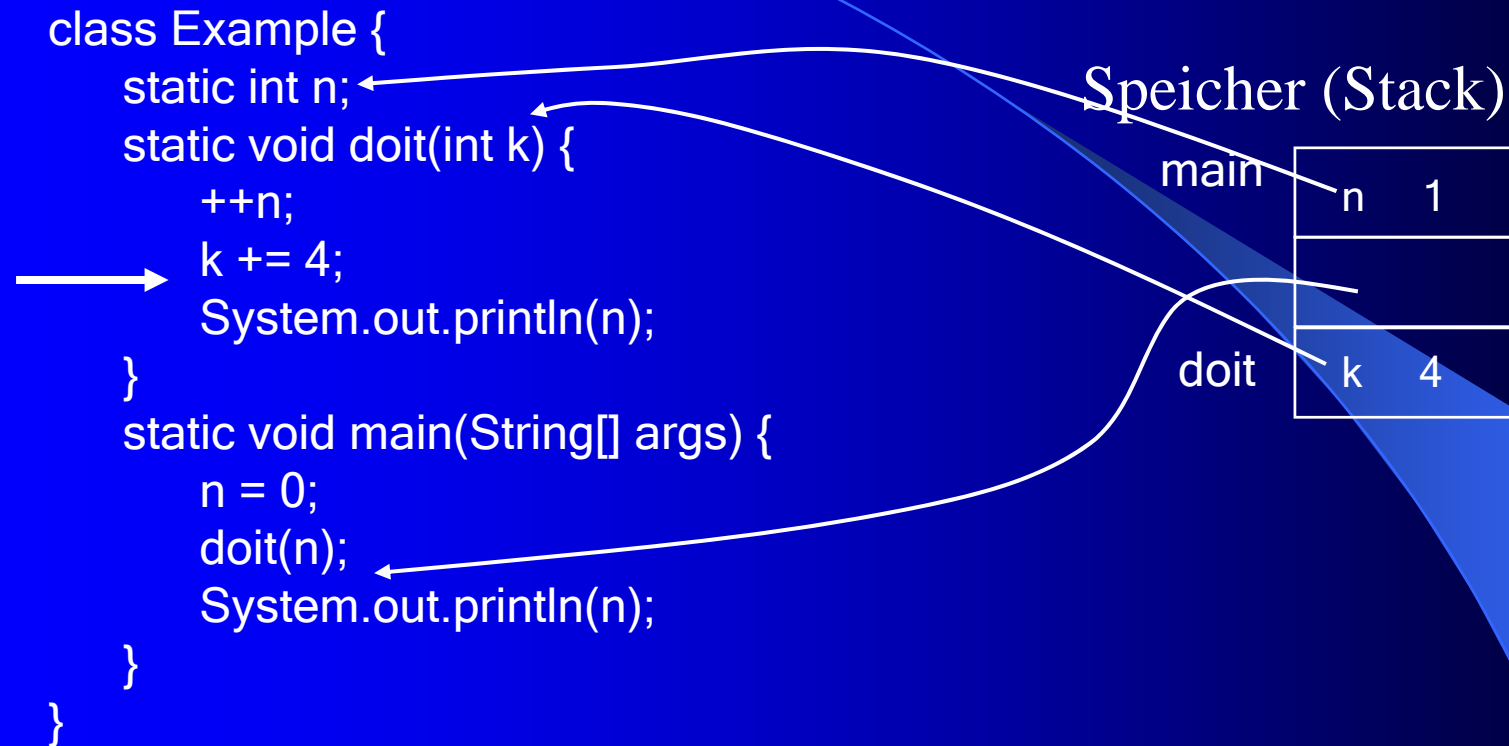 class Example {
static int n;
static void doit(int k) {
++n;
k += 4;
System.out.println(n);
}
static void main(String[] args) {
n = 0;
doit(n);
System.out.println(n);
}
}
Speicher (Stack)
main
n 1
doit
k 4